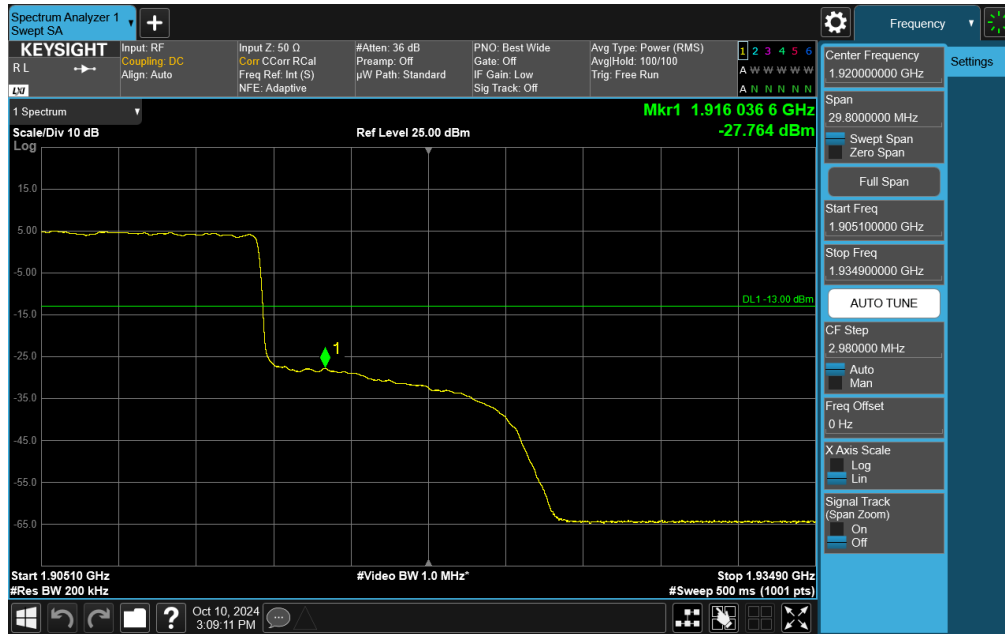 Spectrum Analyzer 1
Swept SA
Frequency
KEYSIGHT
R L
LXI
Input: RF
Coupling: DC
Align: Auto
Input Z: 50 Ω
Corr CCorr RCal
Freq Ref: Int (S)
NFE: Adaptive
#Atten: 36 dB
Preamp: Off
µW Path: Standard
PNO: Best Wide
Gate: Off
IF Gain: Low
Sig Track: Off
Avg Type: Power (RMS)
Avg|Hold: 100/100
Trig: Free Run
1 2 3 4 5 6
A W W W W W
A N N N N N
1 Spectrum
Mkr1 1.916 036 6 GHz
-27.764 dBm
Scale/Div 10 dB
Ref Level 25.00 dBm
Log
15.0
5.00
-5.00
DL1 -13.00 dBm
-15.0
1
-25.0
-35.0
-45.0
-55.0
-65.0
Start 1.90510 GHz
#Video BW 1.0 MHz*
Stop 1.93490 GHz
#Res BW 200 kHz
#Sweep 500 ms (1001 pts)
Oct 10, 2024
3:09:11 PM
Center Frequency
1.920000000 GHz
Settings
Span
29.8000000 MHz
Swept Span
Zero Span
Full Span
Start Freq
1.905100000 GHz
Stop Freq
1.934900000 GHz
AUTO TUNE
CF Step
2.980000 MHz
Auto
Man
Freq Offset
0 Hz
X Axis Scale
Log
Lin
Signal Track
(Span Zoom)
On
Off